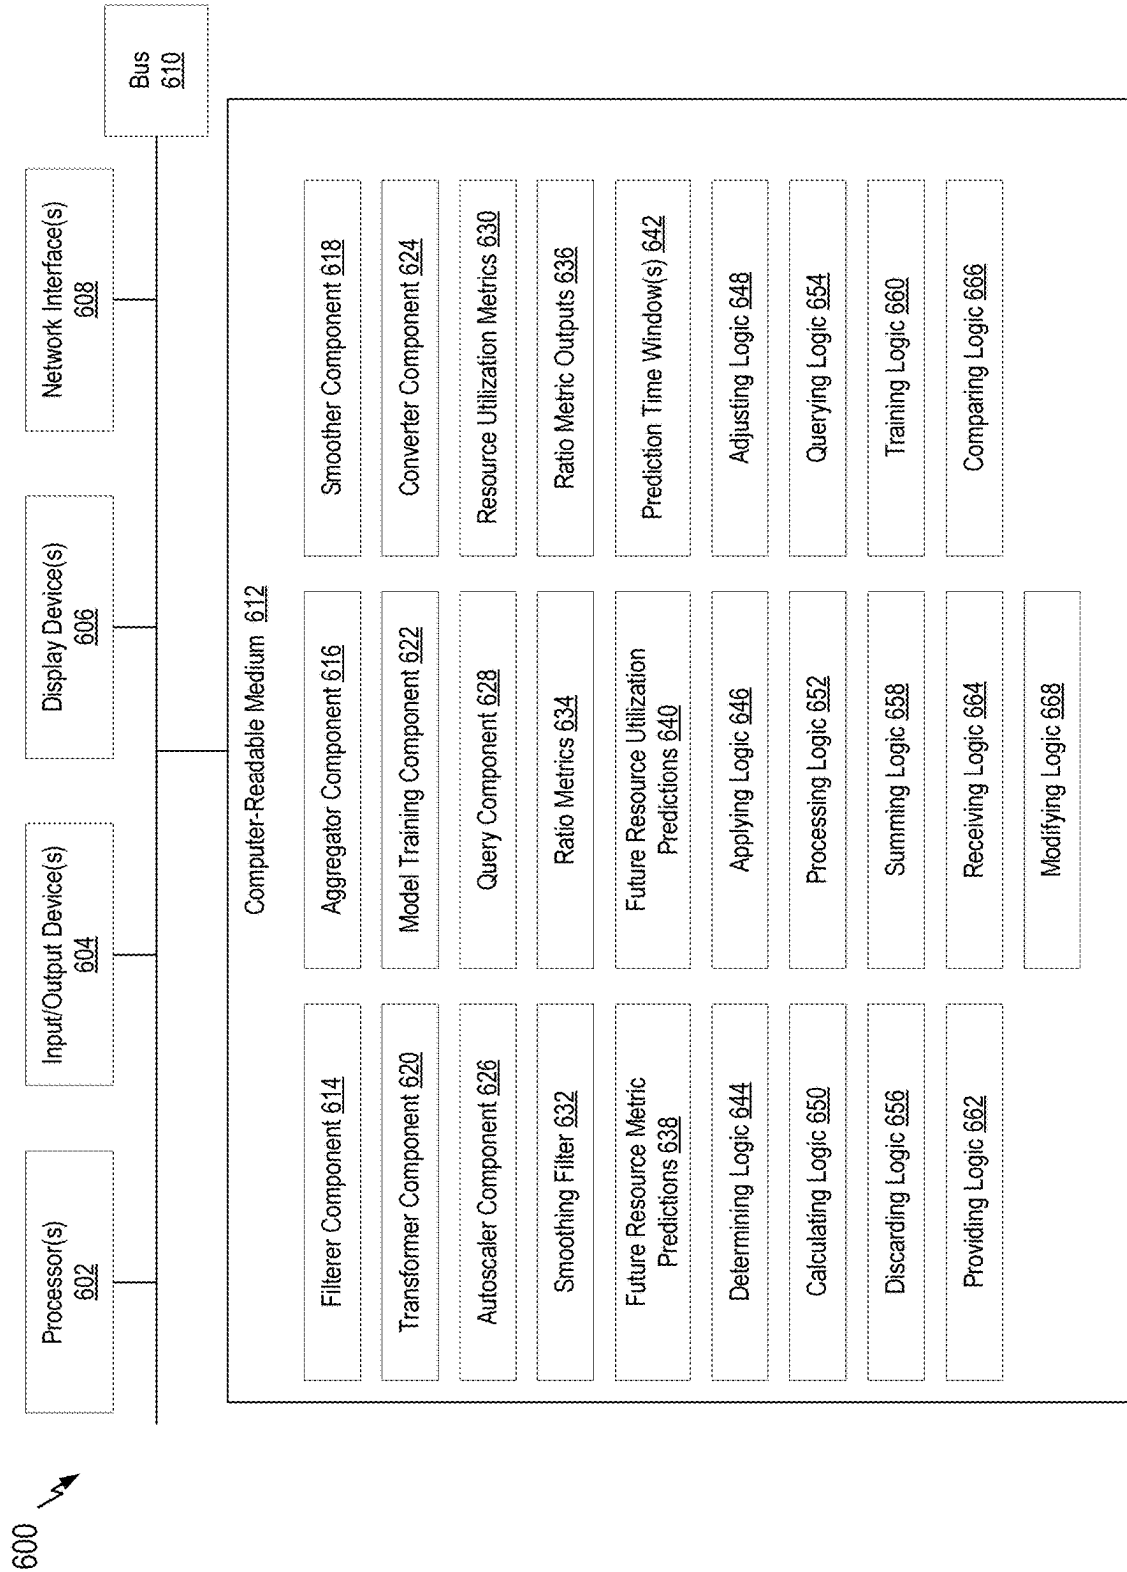 600
Processor(s)
602
Input/Output Device(s)
604
Display Device(s)
606
Network Interface(s)
608
Bus
610
Computer-Readable Medium 612
Filterer Component 614
Aggregator Component 616
Smoother Component 618
Transformer Component 620
Model Training Component 622
Converter Component 624
Autoscaler Component 626
Query Component 628
Resource Utilization Metrics 630
Smoothing Filter 632
Ratio Metrics 634
Ratio Metric Outputs 636
Future Resource Metric
Predictions 638
Future Resource Utilization
Predictions 640
Prediction Time Window(s) 642
Determining Logic 644
Applying Logic 646
Adjusting Logic 648
Calculating Logic 650
Processing Logic 652
Querying Logic 654
Discarding Logic 656
Summing Logic 658
Training Logic 660
Providing Logic 662
Receiving Logic 664
Comparing Logic 666
Modifying Logic 668